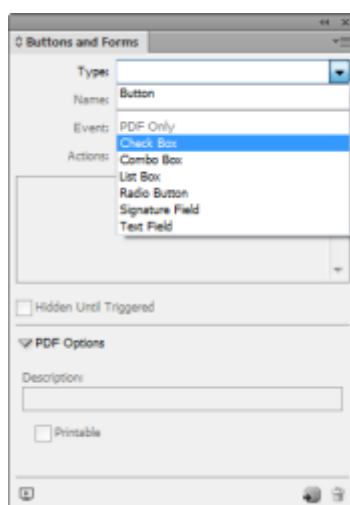 Buttons and Forms
Type:
Name:
Button
Event:
PDF Only
Check Box
Actions:
Combo Box
List Box
Radio Button
Signature Field
Text Field
Hidden Until Triggered
PDF Options
Description:
Printable